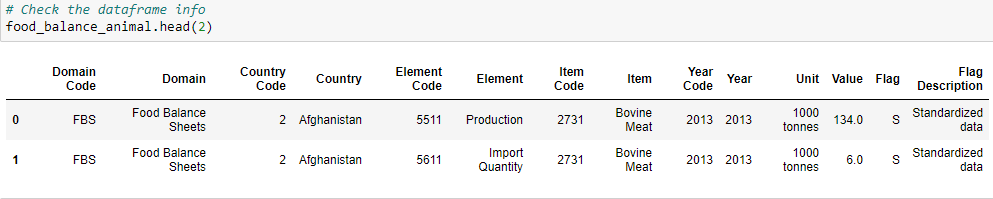 # Check the dataframe info
food_balance_animal.head(2)
Domain Code Domain Country Code Country Element Code Element Item Code Item Year Code Year Unit Value Flag Flag Description
0 FBS Food Balance Sheets 2 Afghanistan 5511 Production 2731 Bovine Meat 2013 2013 1000 tonnes 134.0 S Standardized data
1 FBS Food Balance Sheets 2 Afghanistan 5611 Import Quantity 2731 Bovine Meat 2013 2013 1000 tonnes 6.0 S Standardized data